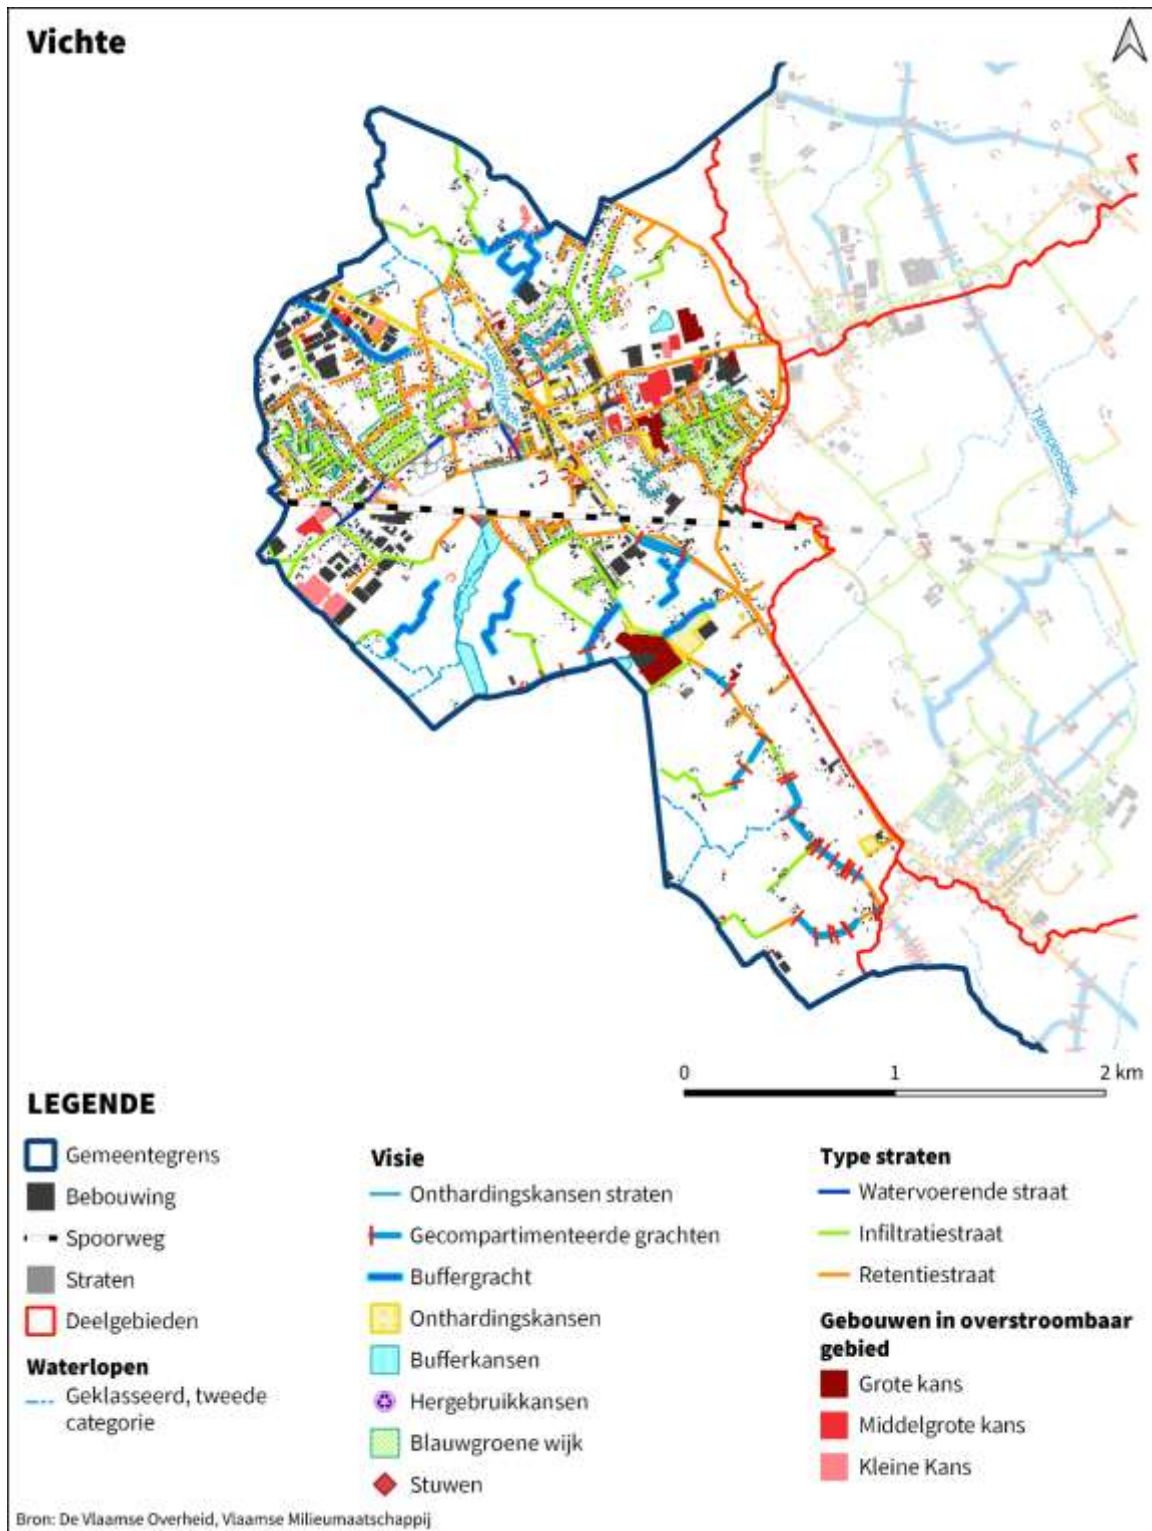 Vichte
Kasselrijbeek
Tjampensbeek
0 1 2 km
LEGENDE
Gemeentegrens
Bebouwing
Spoorweg
Straten
Deelgebieden
Waterlopen
Geklasseerd, tweede
categorie
Visie
Onthardingskansen straten
Gecompartimenteerde grachten
Buffergracht
Onthardingskansen
Bufferkansen
Hergebruikkansen
Blauwgroene wijk
Stuwen
Type straten
Watervoerende straat
Infiltratiestraat
Retentiestraat
Gebouwen in overstroombaar
gebied
Grote kans
Middelgrote kans
Kleine Kans
Bron: De Vlaamse Overheid, Vlaamse Milieumaatschappij